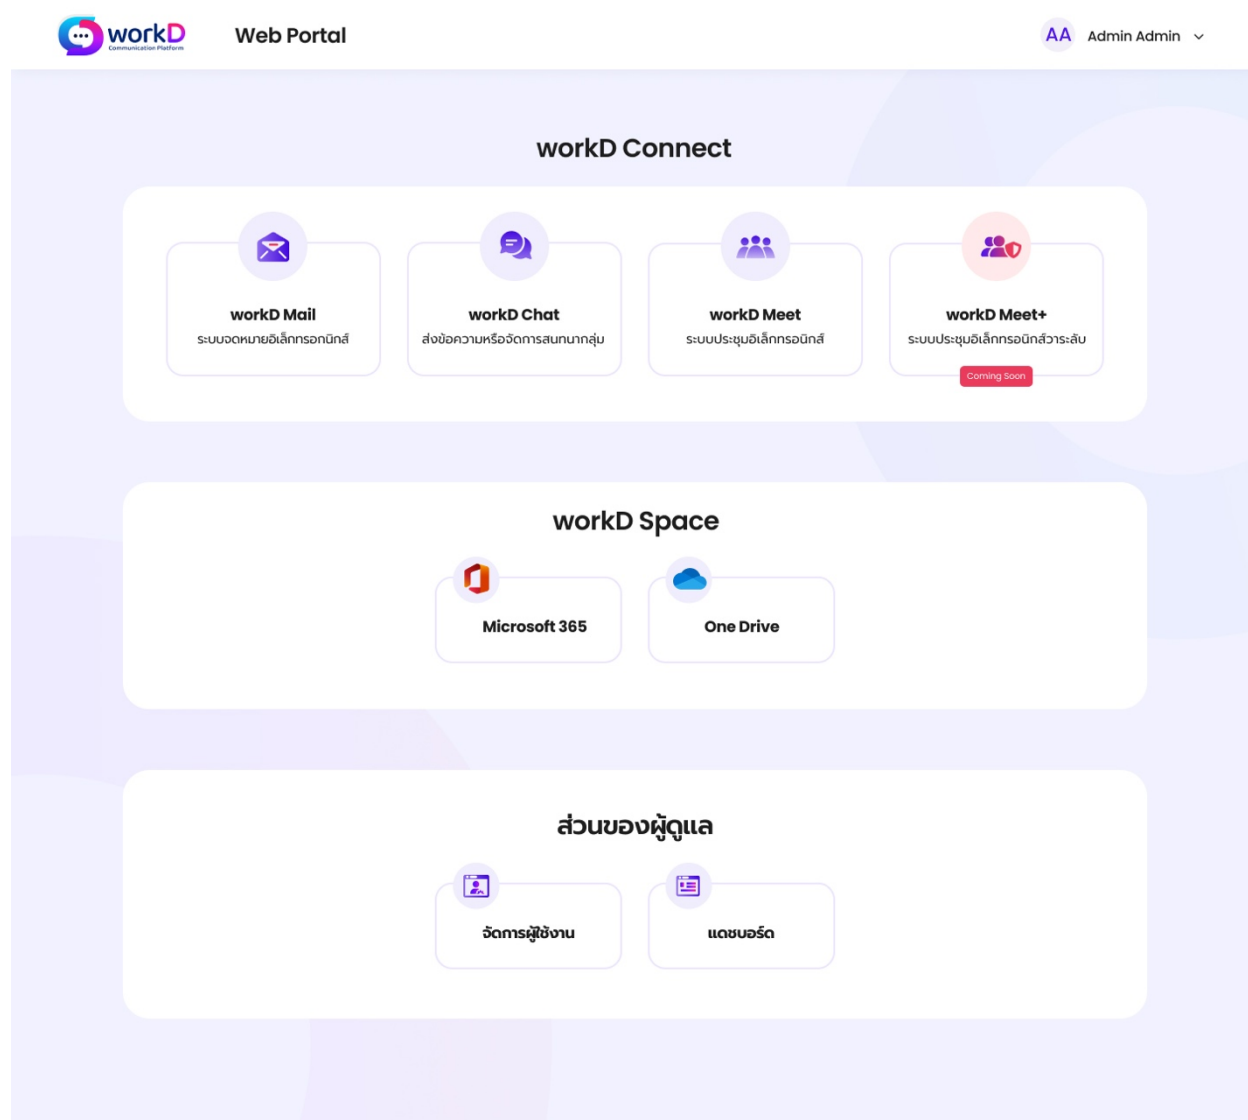 workD
Communication Platform
Web Portal
AA
Admin Admin
workD Connect
workD Mail
ระบบจดหมายอิเล็กทรอกนิกส์
workD Chat
ส่งข้อความหรือจัดการสนทนากลุ่ม
workD Meet
ระบบประชุมอิเล็กทรอนิกส์
workD Meet+
ระบบประชุมอิเล็กทรอนิกส์วาระลับ
Coming Soon
workD Space
Microsoft 365
One Drive
ส่วนของผู้ดูแล
จัดการผู้ใช้งาน
แดชบอร์ด